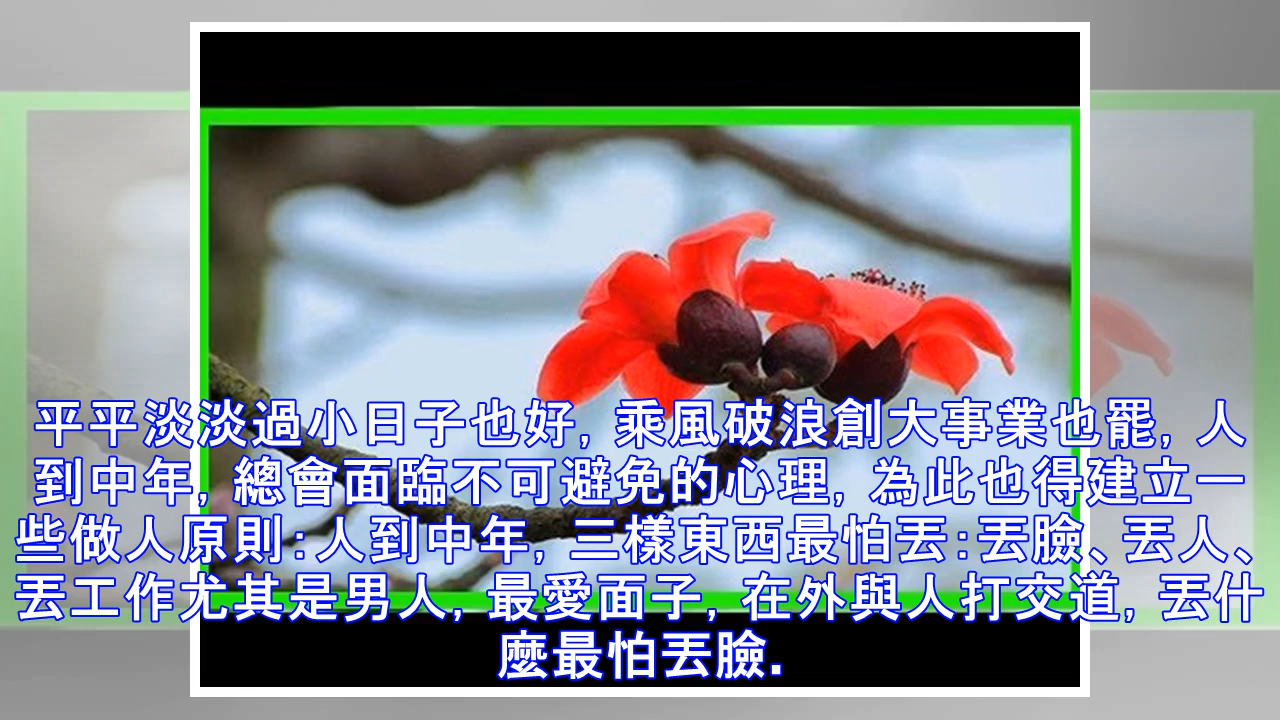 平平淡淡過小日子也好, 乘風破浪創大事業也罷, 人
到中年, 總會面臨不可避免的心理, 為此也得建立一
些做人原則:人到中年, 三樣東西最怕丟:丟臉、丟人、
丟工作尤其是男人, 最愛面子, 在外與人打交道, 丟什
麼最怕丟臉.